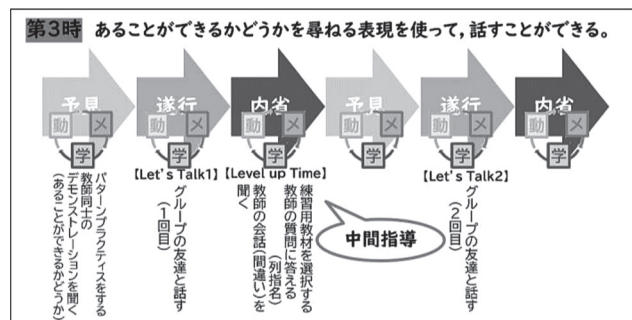 第3時 あることができるかどうかを尋ねる表現を使って，話すことができる。
予見
遂行
内省
予見
遂行
内省
動
メ
学
動
メ
学
動
メ
学
動
メ
学
動
メ
学
動
メ
学
パターンプラクティスをする
教師同士の
デモンストレーションを聞く
（あることができるかどうか）
【Let's Talk1】
グループの友達と話す
（1回目）
【Level up Time】
練習用教材を選択する
教師の質問に答える
（列指名）
教師の会話（間違い）を
聞く
中間指導
【Let's Talk2】
グループの友達と話す
（2回目）